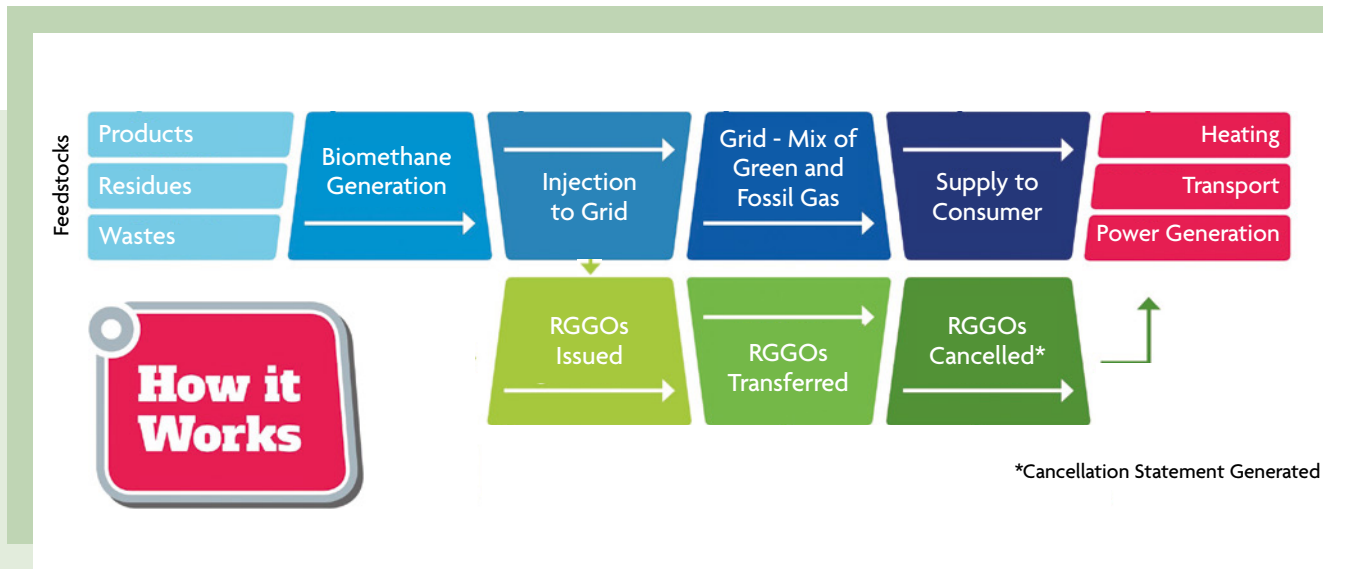 Feedstocks
Products
Residues
Wastes
Biomethane
Generation
Injection
to Grid
Grid - Mix of
Green and
Fossil Gas
Supply to
Consumer
Heating
Transport
Power Generation
RGGOs
Issued
RGGOs
Transferred
RGGOs
Cancelled*
How it
Works
*Cancellation Statement Generated